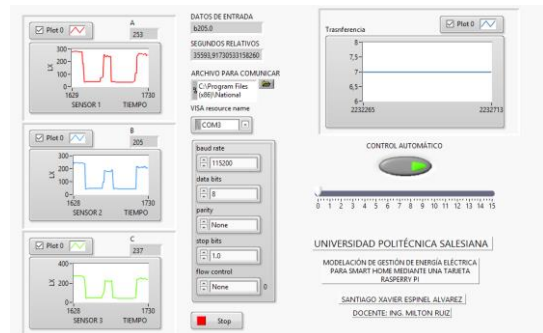 Plot 0
A
253
LX
300
200
100
0
1629
1730
SENSOR 1
TIEMPO
Plot 0
B
205
LX
300
200
100
0
1628
1730
SENSOR 2
TIEMPO
Plot 0
C
237
LX
400
200
0
1628
1730
SENSOR 3
TIEMPO
DATOS DE ENTRADA
b205.0
SEGUNDOS RELATIVOS
35593,91730533158260
ARCHIVO PARA COMUNICAR
C:\Program Files
(x86)\National
VISA resource name
COM3
baud rate
115200
data bits
8
parity
None
stop bits
1.0
flow control
None
0
Stop
Trasnferencia
Plot 0
8
7,5
7
6,5
6
2232265
2232713
CONTROL AUTOMÁTICO
0 1 2 3 4 5 6 7 8 9 10 11 12 13 14 15
UNIVERSIDAD POLITÉCNICA SALESIANA
MODELACIÓN DE GESTIÓN DE ENERGÍA ELÉCTRICA
PARA SMART HOME MEDIANTE UNA TARJETA
RASPERRY PI
SANTIAGO XAVIER ESPINEL ALVAREZ
DOCENTE: ING. MILTON RUIZ